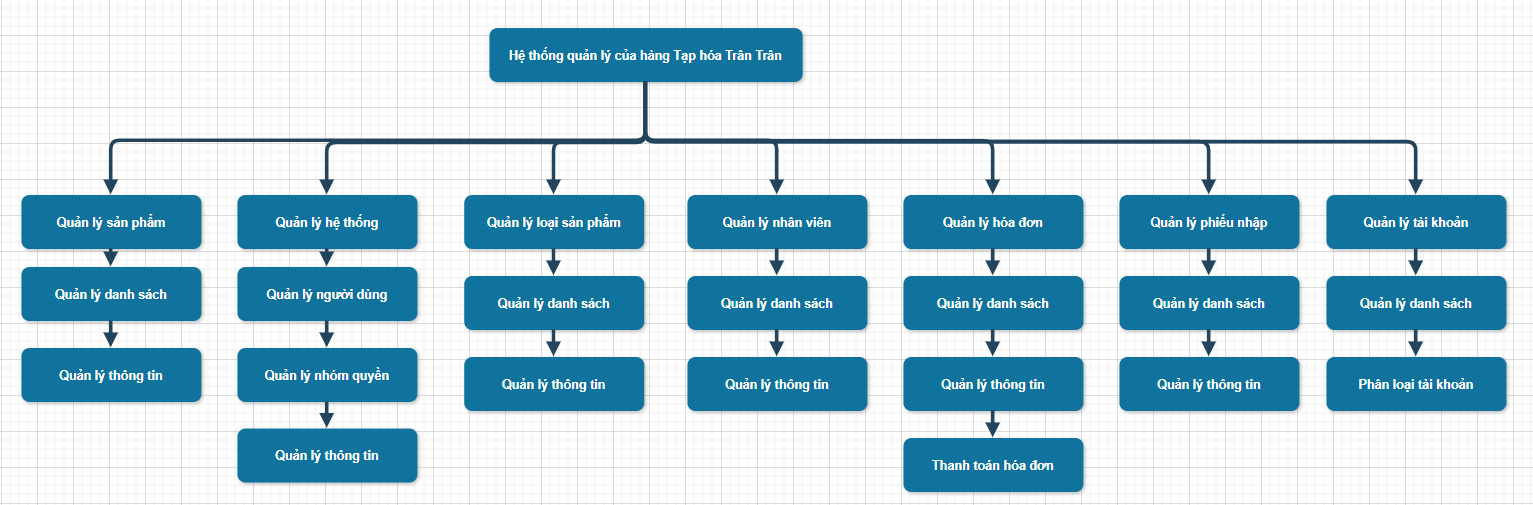 Hệ thống quản lý của hàng Tạp hóa Trân Trân
Quản lý sản phẩm
Quản lý hệ thống
Quản lý loại sản phẩm
Quản lý nhân viên
Quản lý hóa đơn
Quản lý phiếu nhập
Quản lý tài khoản
Quản lý danh sách
Quản lý người dùng
Quản lý danh sách
Quản lý danh sách
Quản lý danh sách
Quản lý danh sách
Quản lý danh sách
Quản lý thông tin
Quản lý nhóm quyền
Quản lý thông tin
Quản lý thông tin
Quản lý thông tin
Quản lý thông tin
Phân loại tài khoản
Quản lý thông tin
Thanh toán hóa đơn